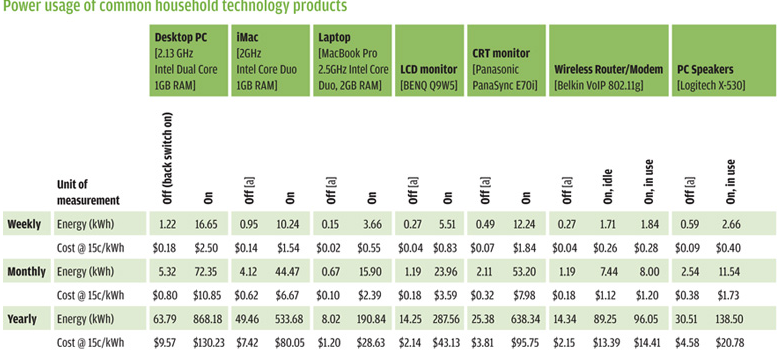 Power usage of common household technology products
Desktop PC iMac Laptop CRT monitor
[2.13 GHz [2GHz [MacBook Pro
Intel Dual Core Intel Core Duo 2.5GHz Intel Core LCD monitor [Panasonic Wireless Router/Modem PC Speakers
1GB RAM] 1GB RAM] Duo, 2GB RAM] [BENQ Q9W5] PanaSync E70i] [Belkin VoIP 802.11g] [Logitech X-530]
Unit of measurement Off (back switch on) On Off [a] On Off [a] On Off [a] On Off [a] On Off [a] On, idle On, in use Off [a] On, in use
Weekly Energy (kWh) 1.22 16.65 0.95 10.24 0.15 3.66 0.27 5.51 0.49 12.24 0.27 1.71 1.84 0.59 2.66
Cost @ 15c/kWh $0.18 $2.50 $0.14 $1.54 $0.02 $0.55 $0.04 $0.83 $0.07 $1.84 $0.04 $0.26 $0.28 $0.09 $0.40
Monthly Energy (kWh) 5.32 72.35 4.12 44.47 0.67 15.90 1.19 23.96 2.11 53.20 1.19 7.44 8.00 2.54 11.54
Cost @ 15c/kWh $0.80 $10.85 $0.62 $6.67 $0.10 $2.39 $0.18 $3.59 $0.32 $7.98 $0.18 $1.12 $1.20 $0.38 $1.73
Yearly Energy (kWh) 63.79 868.18 49.46 533.68 8.02 190.84 14.25 287.56 25.38 638.34 14.34 89.25 96.05 30.51 138.50
Cost @ 15c/kWh $9.57 $130.23 $7.42 $80.05 $1.20 $28.63 $2.14 $43.13 $3.81 $95.75 $2.15 $13.39 $14.41 $4.58 $20.78